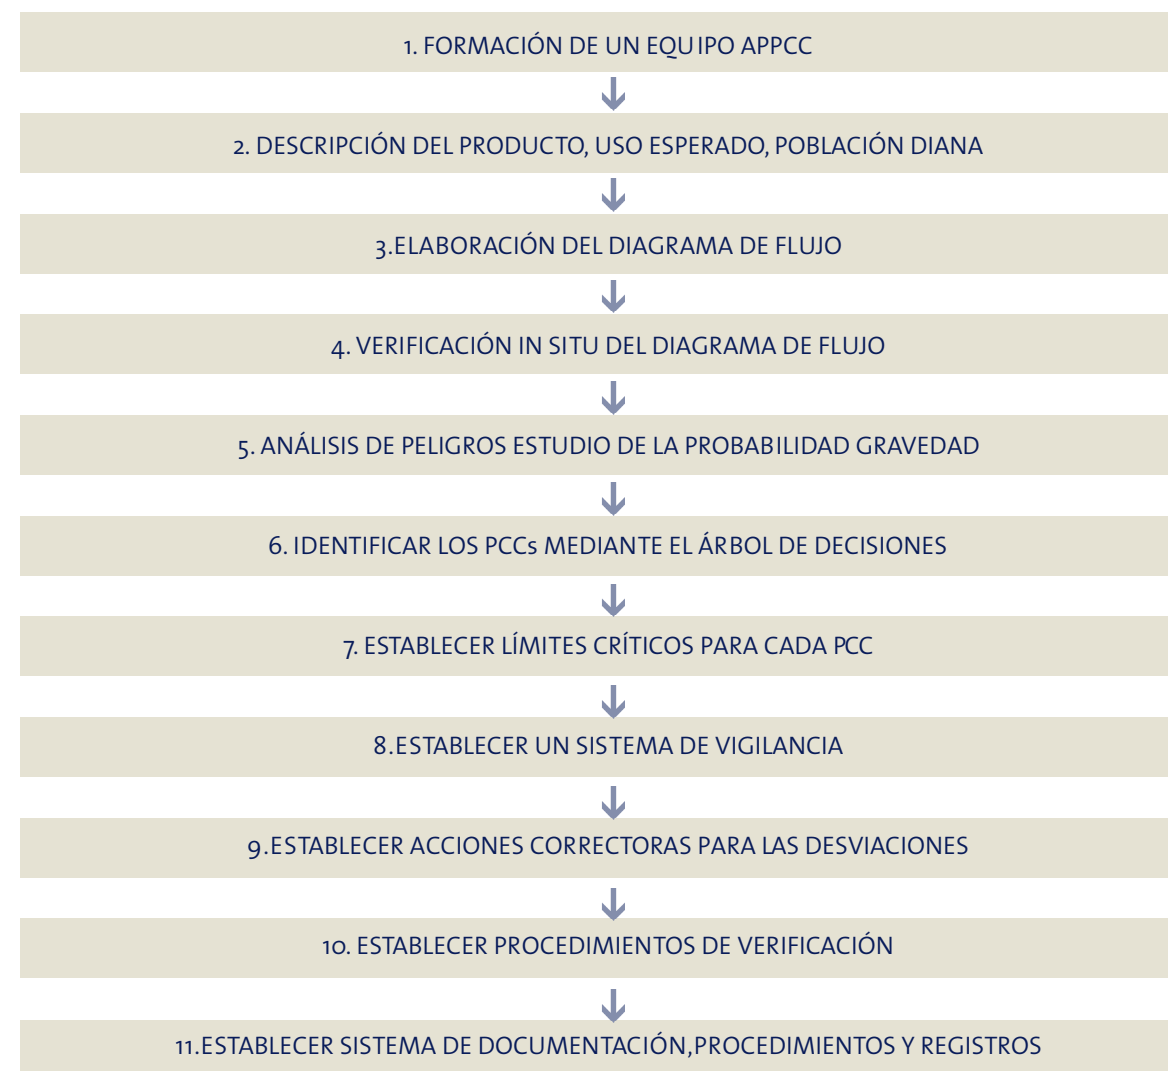 1. FORMACIÓN DE UN EQUIPO APPCC
2. DESCRIPCIÓN DEL PRODUCTO, USO ESPERADO, POBLACIÓN DIANA
3.ELABORACIÓN DEL DIAGRAMA DE FLUJO
4. VERIFICACIÓN IN SITU DEL DIAGRAMA DE FLUJO
5. ANÁLISIS DE PELIGROS ESTUDIO DE LA PROBABILIDAD GRAVEDAD
6. IDENTIFICAR LOS PCCs MEDIANTE EL ÁRBOL DE DECISIONES
7. ESTABLECER LÍMITES CRÍTICOS PARA CADA PCC
8.ESTABLECER UN SISTEMA DE VIGILANCIA
9.ESTABLECER ACCIONES CORRECTORAS PARA LAS DESVIACIONES
10. ESTABLECER PROCEDIMIENTOS DE VERIFICACIÓN
11.ESTABLECER SISTEMA DE DOCUMENTACIÓN,PROCEDIMIENTOS Y REGISTROS